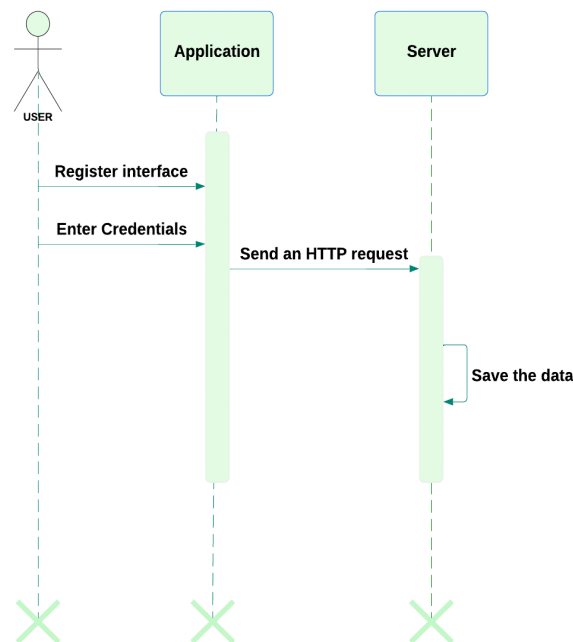 Application
Server
USER
Register interface
Enter Credentials
Send an HTTP request
Save the data